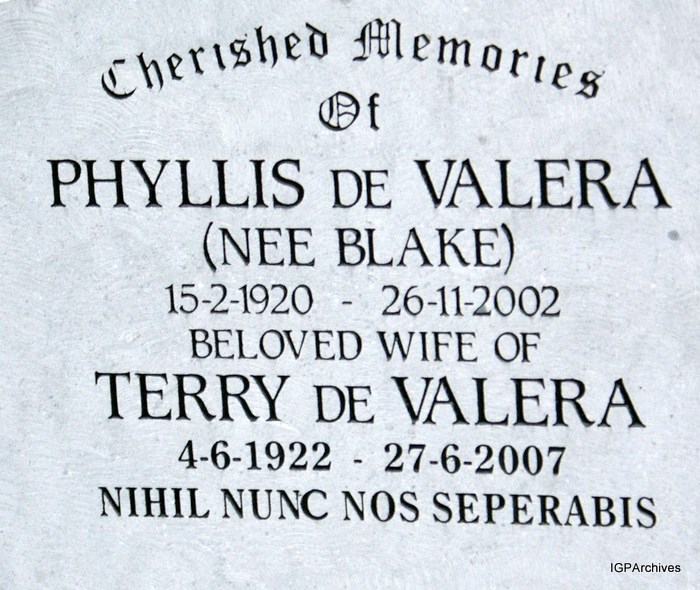 Cherished Memories
Of
PHYLLIS DE VALERA
(NEE BLAKE)
15-2-1920 - 26-11-2002
BELOVED WIFE OF
TERRY DE VALERA
4-6-1922 - 27-6-2007
NIHIL NUNC NOS SEPERABIS
IGPArchives